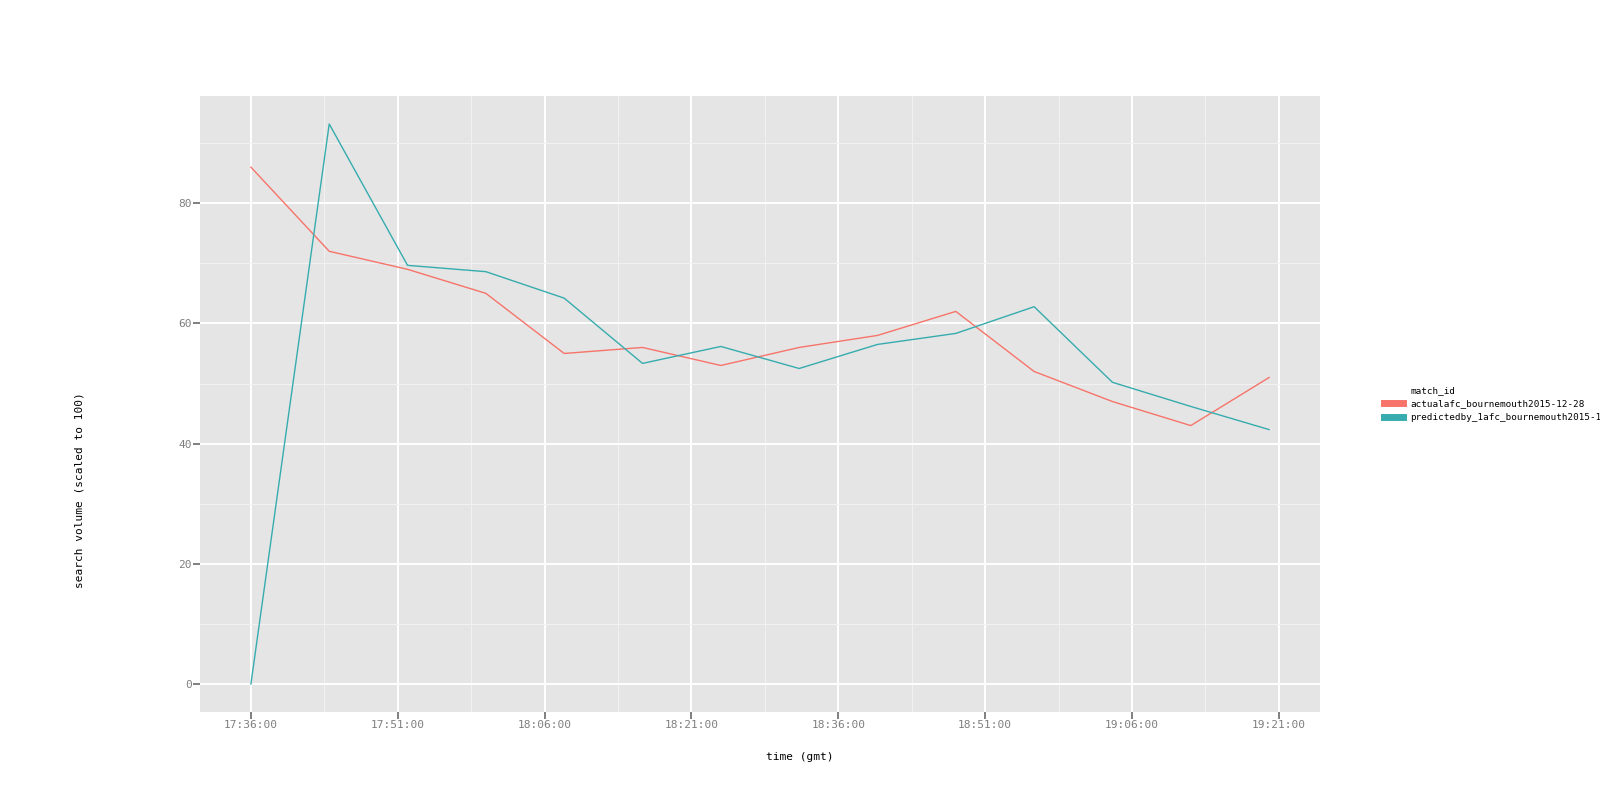 80
60
40
20
0
search volume (scaled to 100)
17:36:00 17:51:00 18:06:00 18:21:00 18:36:00 18:51:00 19:06:00 19:21:00
time (gmt)
match_id
actualafc_bournemouth2015-12-28
predictedby_1afc_bournemouth2015-1